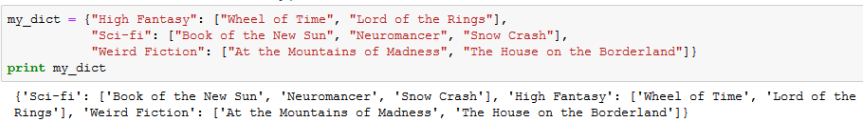 my_dict = {"High Fantasy": ["Wheel of Time", "Lord of the Rings"],
"Sci-fi": ["Book of the New Sun", "Neuromancer", "Snow Crash"],
"Weird Fiction": ["At the Mountains of Madness", "The House on the Borderland"]}
print my_dict
{'Sci-fi': ['Book of the New Sun', 'Neuromancer', 'Snow Crash'], 'High Fantasy': ['Wheel of Time', 'Lord of the
Rings'], 'Weird Fiction': ['At the Mountains of Madness', 'The House on the Borderland']}